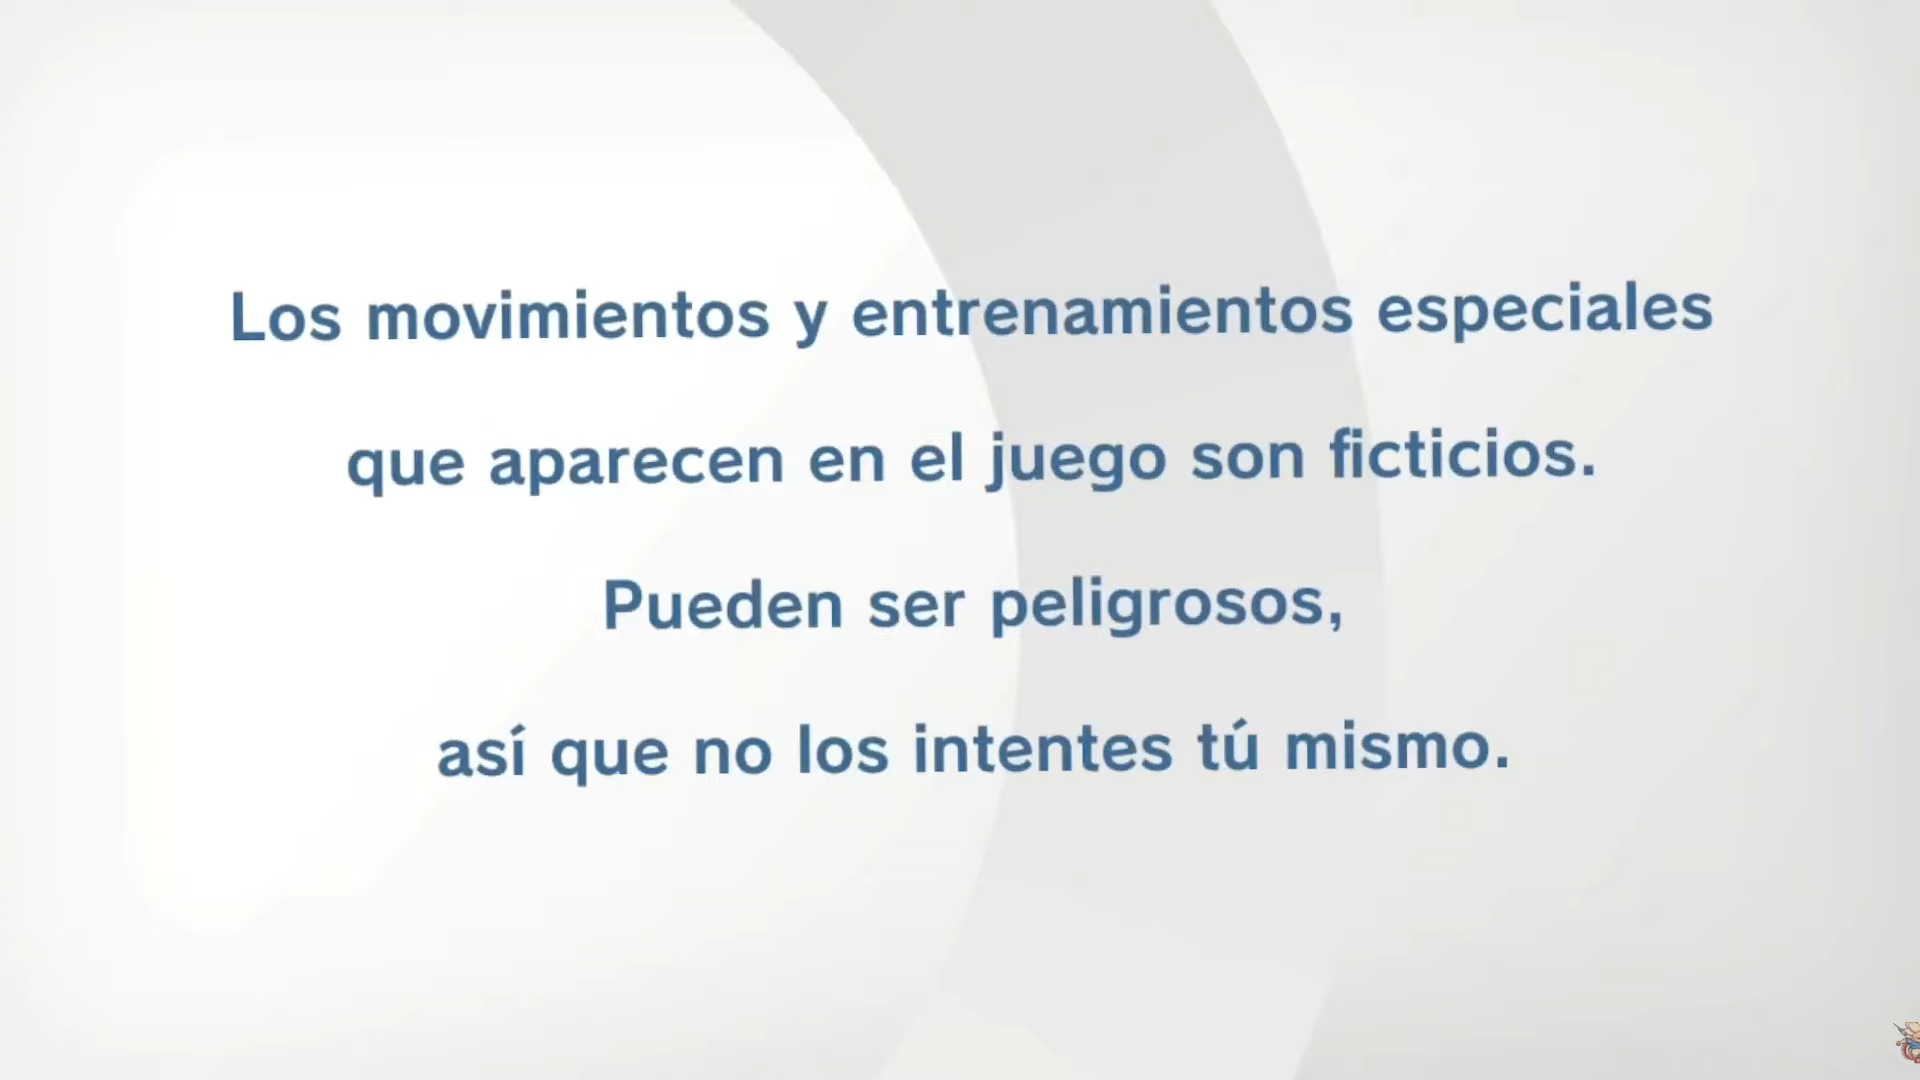 Los movimientos y entrenamientos especiales
que aparecen en el juego son ficticios.
Pueden ser peligrosos,
así que no los intentes tú mismo.